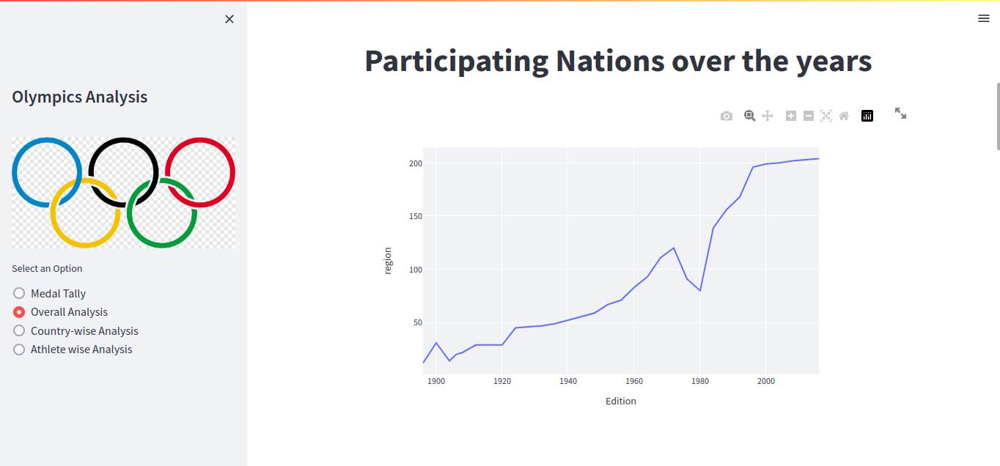 Olympics Analysis
Select an Option
Medal Tally
Overall Analysis
Country-wise Analysis
Athlete wise Analysis
Participating Nations over the years
200
150
100
50
region
1900 1920 1940 1960 1980 2000
Edition